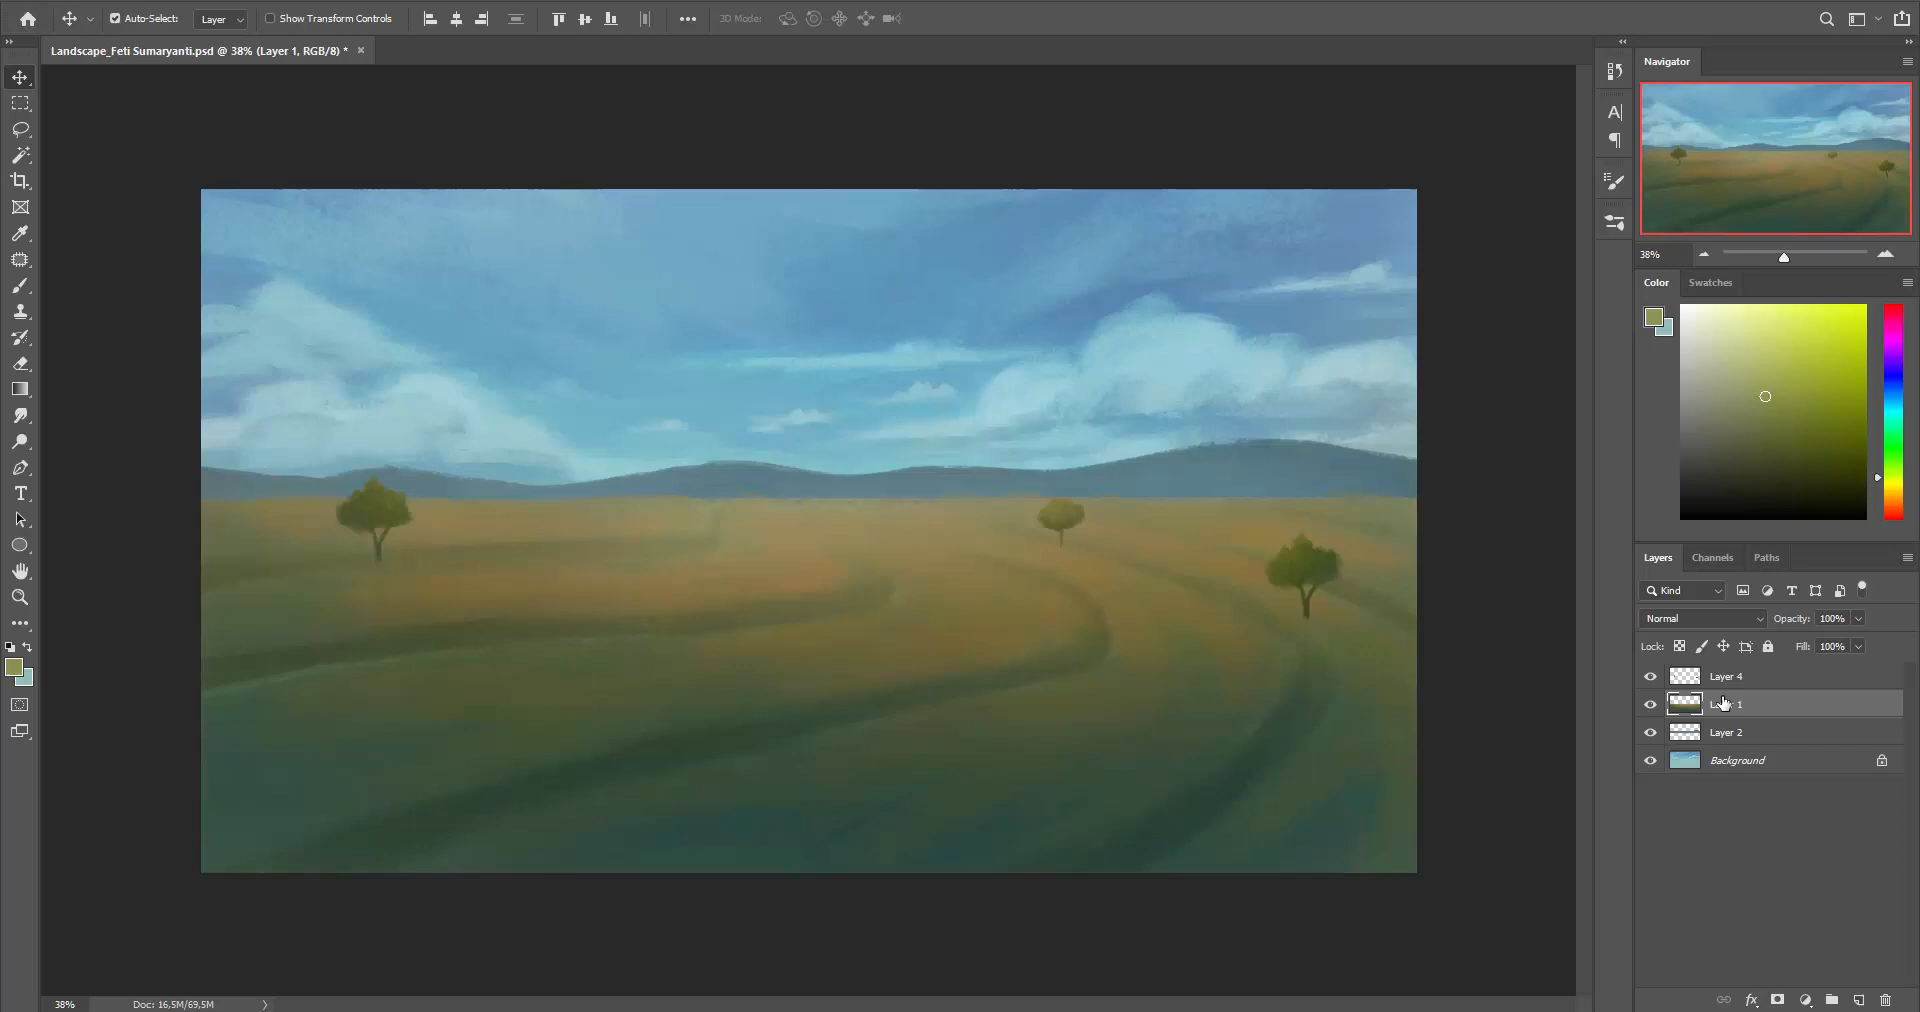 Auto-Select: Layer Show Transform Controls 3D Mode:
Landscape_Feti Sumaryanti.psd @ 38% (Layer 1, RGB/8) * ×
Navigator
38%
Color Swatches
Layers Channels Paths
Kind
Normal Opacity: 100%
Lock: Fill: 100%
Layer 4
1
Layer 2
Background
38% Doc: 16,5M/69,5M